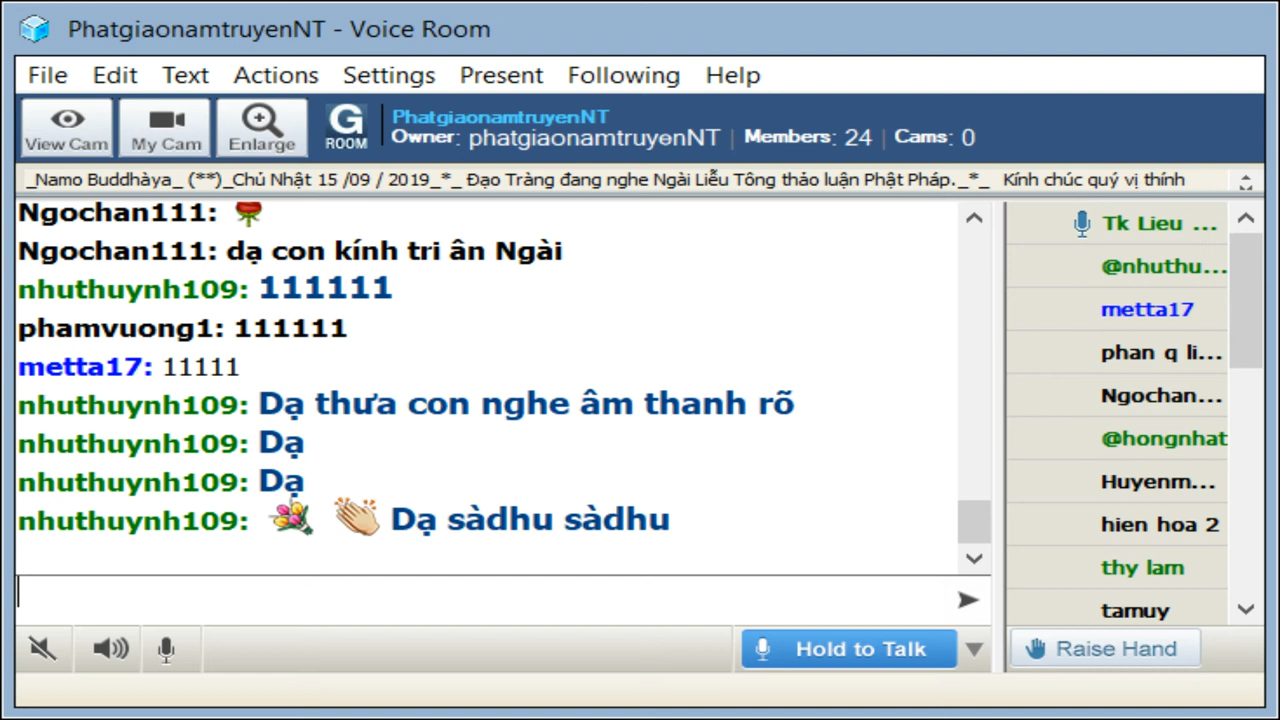 PhatgiaonamtruyenNT - Voice Room
File Edit Text Actions Settings Present Following Help
View Cam My Cam Enlarge G ROOM
PhatgiaonamtruyenNT
Owner: phatgiaonamtruyenNT | Members: 24 | Cams: 0
_Namo Buddhàya_ (**)_Chủ Nhật 15 /09 / 2019_*_ Đạo Tràng đang nghe Ngài Liễu Tông thảo luận Phật Pháp._*_ Kính chúc quý vị thính
Ngochan111:
Ngochan111: dạ con kính tri ân Ngài
nhuthuynh109: 111111
phamvuong1: 111111
metta17: 11111
nhuthuynh109: Dạ thưa con nghe âm thanh rõ
nhuthuynh109: Dạ
nhuthuynh109: Dạ
nhuthuynh109: Dạ sàdhu sàdhu
Tk Lieu ...
@nhuthu...
metta17
phan q li...
Ngochan...
@hongnhat
Huyenm...
hien hoa 2
thy lam
tamuy
Hold to Talk
Raise Hand